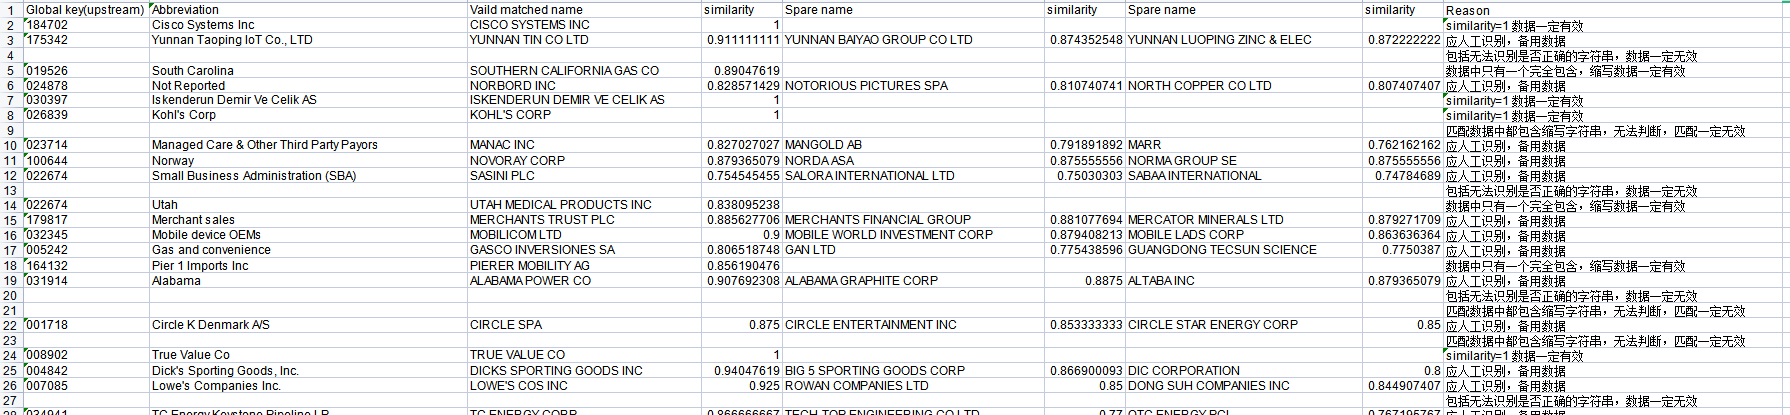 Global key(upstream) Abbreviation Vaild matched name similarity Spare name similarity Spare name similarity Reason
1
2 184702 Cisco Systems Inc CISCO SYSTEMS INC 1 similarity=1 数据一定有效
3 175342 Yunnan Taoping IoT Co., LTD YUNNAN TIN CO LTD 0.911111111 YUNNAN BAIYAO GROUP CO LTD 0.874352548 YUNNAN LUOPING ZINC & ELEC 0.872222222 应人工识别，备用数据
4 包括无法识别是否正确的字符串，数据一定无效
5 019526 South Carolina SOUTHERN CALIFORNIA GAS CO 0.89047619 数据中只有一个完全包含，缩写数据一定有效
6 024878 Not Reported NORBORD INC 0.828571429 NOTORIOUS PICTURES SPA 0.810740741 NORTH COPPER CO LTD 0.807407407 应人工识别，备用数据
7 030397 Iskenderun Demir Ve Celik AS ISKENDERUN DEMIR VE CELIK AS 1 similarity=1 数据一定有效
8 026839 Kohl's Corp KOHL'S CORP 1 similarity=1 数据一定有效
9 匹配数据中都包含缩写字符串，无法判断，匹配一定无效
10 023714 Managed Care & Other Third Party Payors MANAC INC 0.827027027 MANGOLD AB 0.791891892 MARR 0.762162162 应人工识别，备用数据
11 100644 Norway NOVORAY CORP 0.879365079 NORDA ASA 0.875555556 NORMA GROUP SE 0.875555556 应人工识别，备用数据
12 022674 Small Business Administration (SBA) SASINI PLC 0.754545455 SALORA INTERNATIONAL LTD 0.75030303 SABAA INTERNATIONAL 0.74784689 应人工识别，备用数据
13 包括无法识别是否正确的字符串，数据一定无效
14 022674 Utah UTAH MEDICAL PRODUCTS INC 0.838095238 数据中只有一个完全包含，缩写数据一定有效
15 179817 Merchant sales MERCHANTS TRUST PLC 0.885627706 MERCHANTS FINANCIAL GROUP 0.881077694 MERCATOR MINERALS LTD 0.879271709 应人工识别，备用数据
16 032345 Mobile device OEMs MOBILICOM LTD 0.9 MOBILE WORLD INVESTMENT CORP 0.879408213 MOBILE LADS CORP 0.863636364 应人工识别，备用数据
17 005242 Gas and convenience GASCO INVERSIONES SA 0.806518748 GAN LTD 0.775438596 GUANGDONG TECSUN SCIENCE 0.7750387 应人工识别，备用数据
18 164132 Pier 1 Imports Inc PIERER MOBILITY AG 0.856190476 数据中只有一个完全包含，缩写数据一定有效
19 031914 Alabama ALABAMA POWER CO 0.907692308 ALABAMA GRAPHITE CORP 0.8875 ALTABA INC 0.879365079 应人工识别，备用数据
20 包括无法识别是否正确的字符串，数据一定无效
21 匹配数据中都包含缩写字符串，无法判断，匹配一定无效
22 001718 Circle K Denmark A/S CIRCLE SPA 0.875 CIRCLE ENTERTAINMENT INC 0.853333333 CIRCLE STAR ENERGY CORP 0.85 应人工识别，备用数据
23 匹配数据中都包含缩写字符串，无法判断，匹配一定无效
24 008902 True Value Co TRUE VALUE CO 1 similarity=1 数据一定有效
25 004842 Dick's Sporting Goods, Inc. DICKS SPORTING GOODS INC 0.94047619 BIG 5 SPORTING GOODS CORP 0.866900093 DIC CORPORATION 0.8 应人工识别，备用数据
26 007085 Lowe's Companies Inc. LOWE'S COS INC 0.925 ROWAN COMPANIES LTD 0.85 DONG SUH COMPANIES INC 0.844907407 应人工识别，备用数据
27 包括无法识别是否正确的字符串，数据一定无效
28 034941 TC Energy Keystone Pipeline LP TC ENERGY CORP 0.866666667 TECH TOP ENGINEERING CO LTD 0.77 OTC ENERGY PCL 0.767195767 应人工识别，备用数据